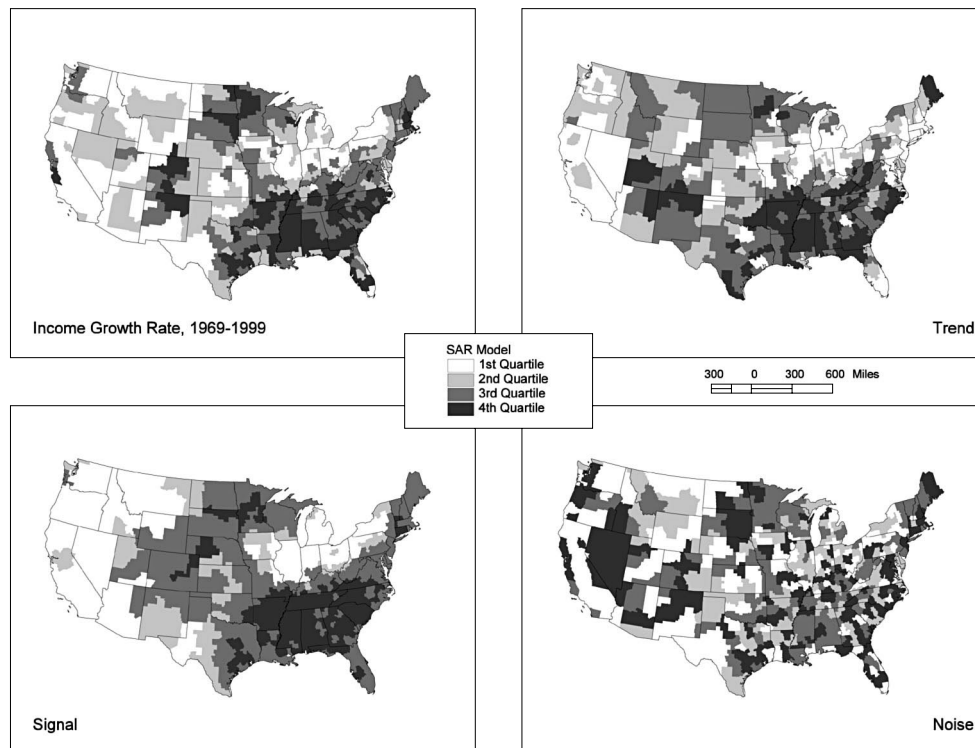 Income Growth Rate, 1969-1999
Trend
SAR Model
1st Quartile
2nd Quartile
3rd Quartile
4th Quartile
300 0 300 600 Miles
Signal
Noise